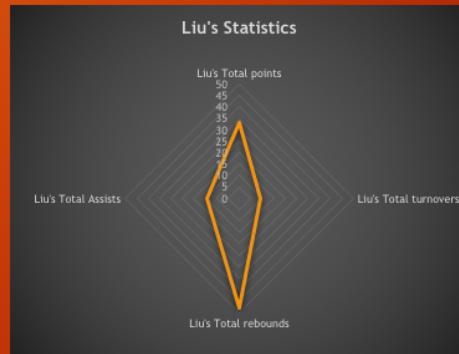 Liu's Statistics
Liu's Total points
50
45
40
35
30
25
20
15
10
5
0
Liu's Total Assists
Liu's Total turnovers
Liu's Total rebounds